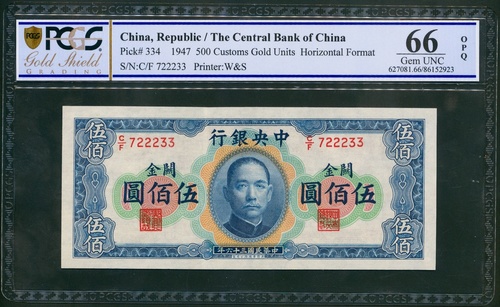 PCGS
Gold Shield
GRADING
China, Republic / The Central Bank of China
Pick# 334 1947 500 Customs Gold Units Horizontal Format
S/N:C/F 722233 Printer:W&S
66
Gem UNC
627081.66/86152923
OPQ
伍佰
行銀央中
伍佰
C/F 722233
C/F 722233
金關
金關
圓佰伍
圓佰伍
伍佰
年六十三國民華中
伍佰